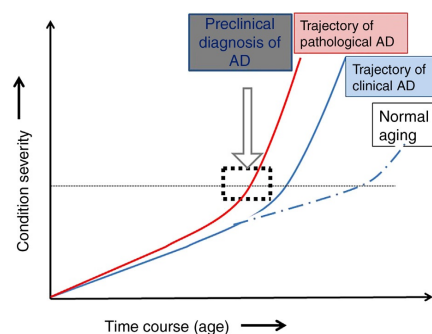 Preclinical
diagnosis of
AD
Trajectory of
pathological AD
Trajectory of
clinical AD
Normal
aging
Condition severity
Time course (age)